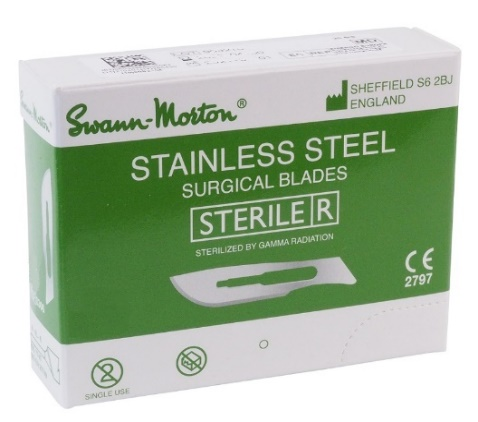 Swann-Morton®
SHEFFIELD S6 2BJ
ENGLAND
STAINLESS STEEL
SURGICAL BLADES
STERILE R
STERILIZED BY GAMMA RADIATION
CE
2797
2
SINGLE USE